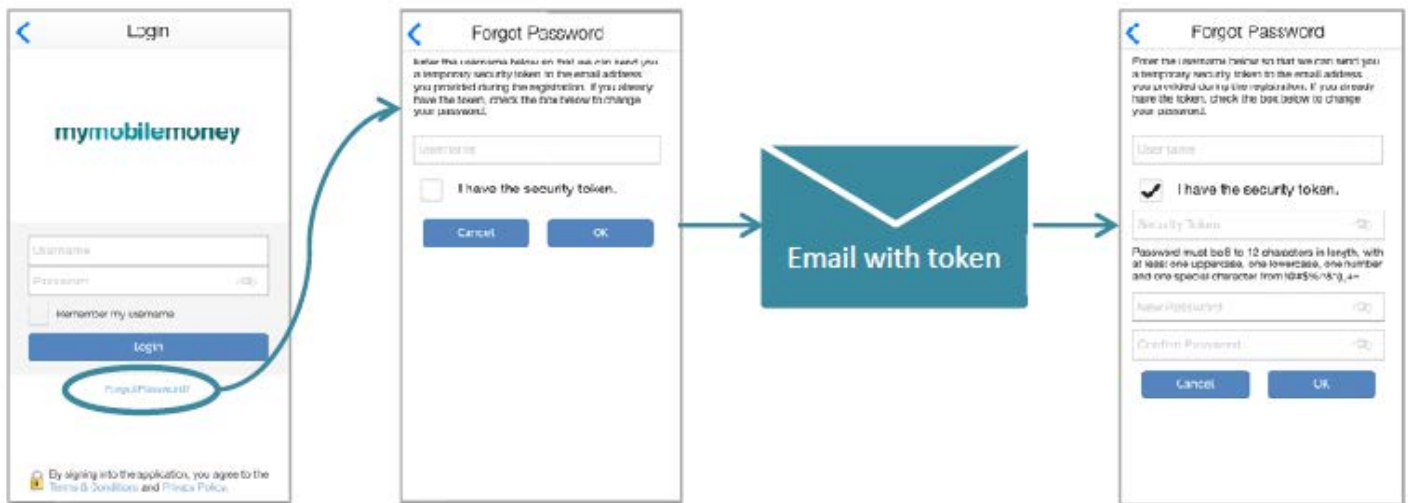 Login
mymobilemoney
Username
Password
Remember my username
Login
Forgot Password?
By signing into the application, you agree to the
Terms & Conditions and Privacy Policy.
Forgot Password
Enter the username below so that we can send you
a temporary security token to the email address
you provided during the registration. If you already
have the token, check the box below to change
your password.
Username
I have the security token.
Cancel
OK
Email with token
Forgot Password
Enter the username below so that we can send you
a temporary security token to the email address
you provided during the registration. If you already
have the token, check the box below to change
your password.
Username
I have the security token.
Security Token
Password must be 8 to 12 characters in length, with
at least one uppercase, one lowercase, one number
and one special character from
New Password
Confirm Password
Cancel
OK